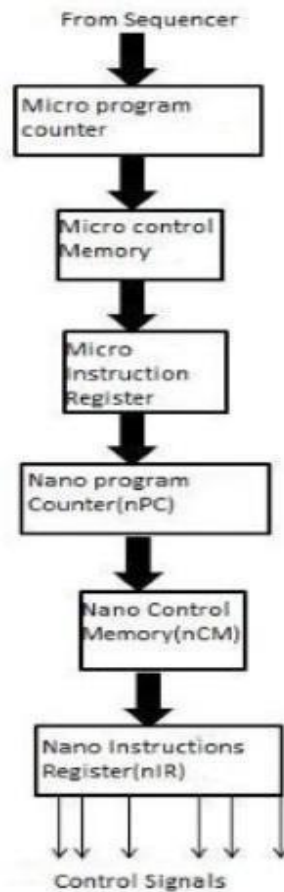 From Sequencer
Micro program
counter
Micro control
Memory
Micro
Instruction
Register
Nano program
Counter(nPC)
Nano Control
Memory(nCM)
Nano Instructions
Register(nIR)
Control Signals